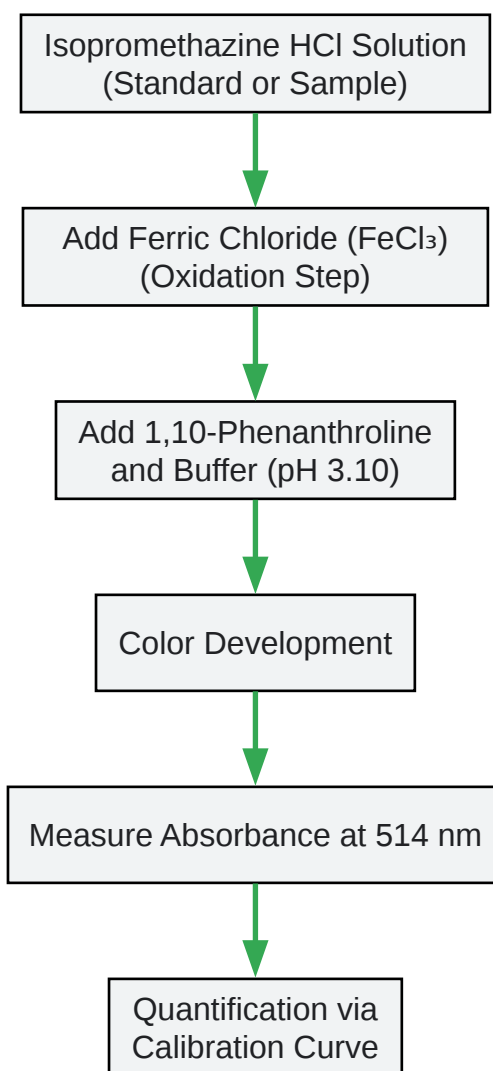 Isopromethazine HCl Solution
(Standard or Sample)
Add Ferric Chloride (FeCl₃)
(Oxidation Step)
Add 1,10-Phenanthroline
and Buffer (pH 3.10)
Color Development
Measure Absorbance at 514 nm
Quantification via
Calibration Curve